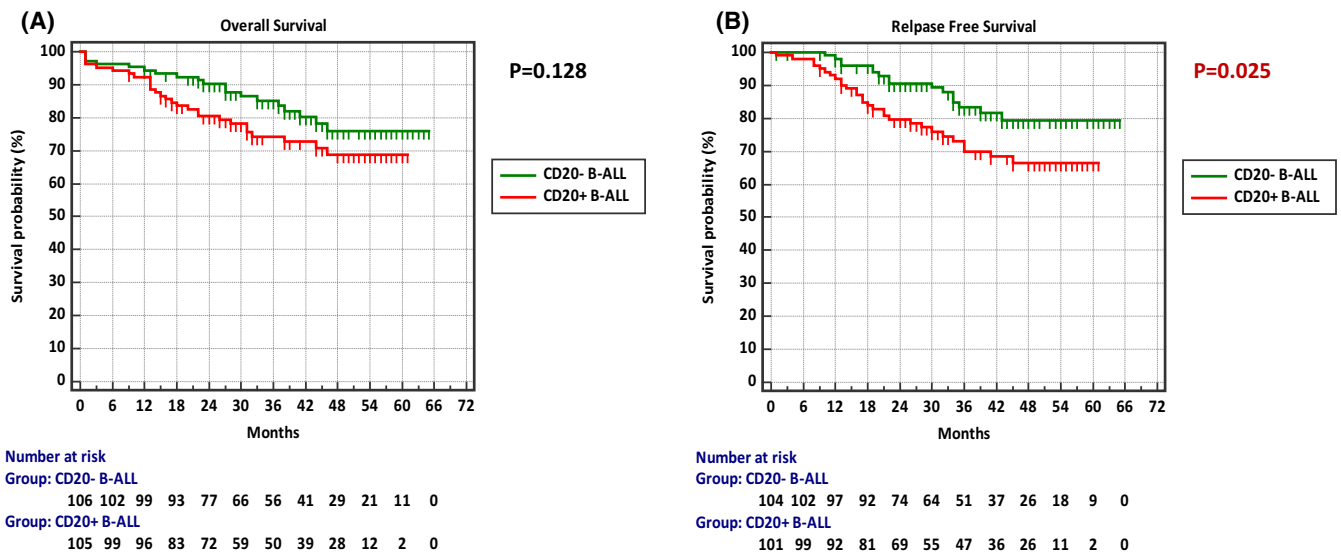 (A)
Overall Survival
P=0.128
Survival probability (%)
100
90
80
70
60
50
40
30
20
10
0
0 6 12 18 24 30 36 42 48 54 60 66 72
Months
CD20- B-ALL
CD20+ B-ALL
Number at risk
Group: CD20- B-ALL
106 102 99 93 77 66 56 41 29 21 11 0
Group: CD20+ B-ALL
105 99 96 83 72 59 50 39 28 12 2 0
(B)
Relpase Free Survival
P=0.025
Survival probability (%)
100
90
80
70
60
50
40
30
20
10
0
0 6 12 18 24 30 36 42 48 54 60 66 72
Months
CD20- B-ALL
CD20+ B-ALL
Number at risk
Group: CD20- B-ALL
104 102 97 92 74 64 51 37 26 18 9 0
Group: CD20+ B-ALL
101 99 92 81 69 55 47 36 26 11 2 0